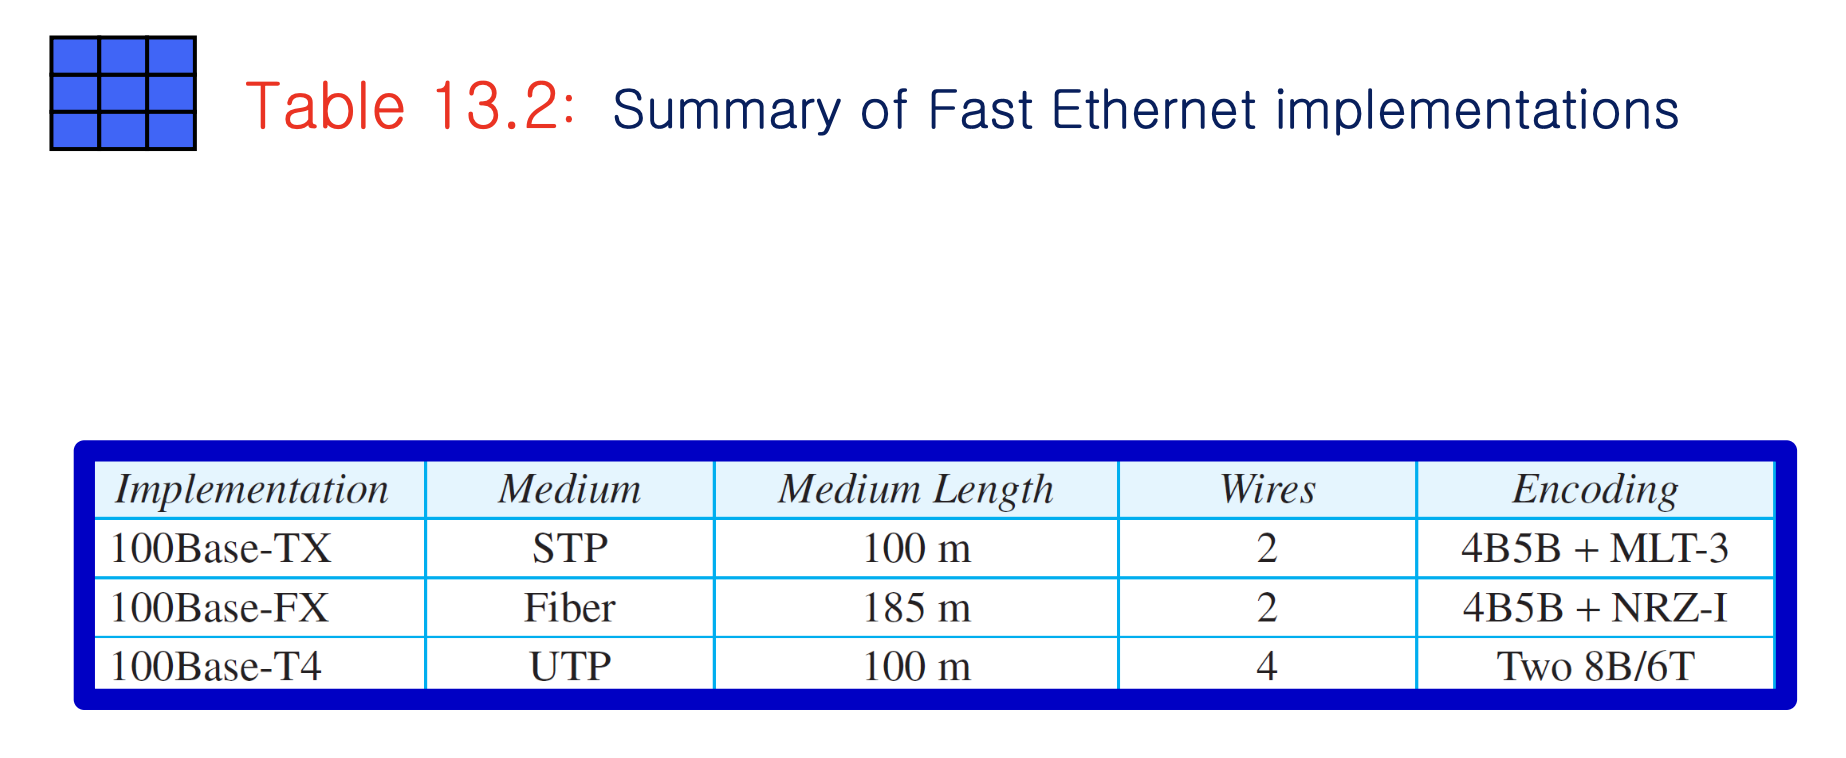 Table 13.2: Summary of Fast Ethernet implementations
Implementation Medium Medium Length Wires Encoding
100Base-TX STP 100 m 2 4B5B + MLT-3
100Base-FX Fiber 185 m 2 4B5B + NRZ-I
100Base-T4 UTP 100 m 4 Two 8B/6T